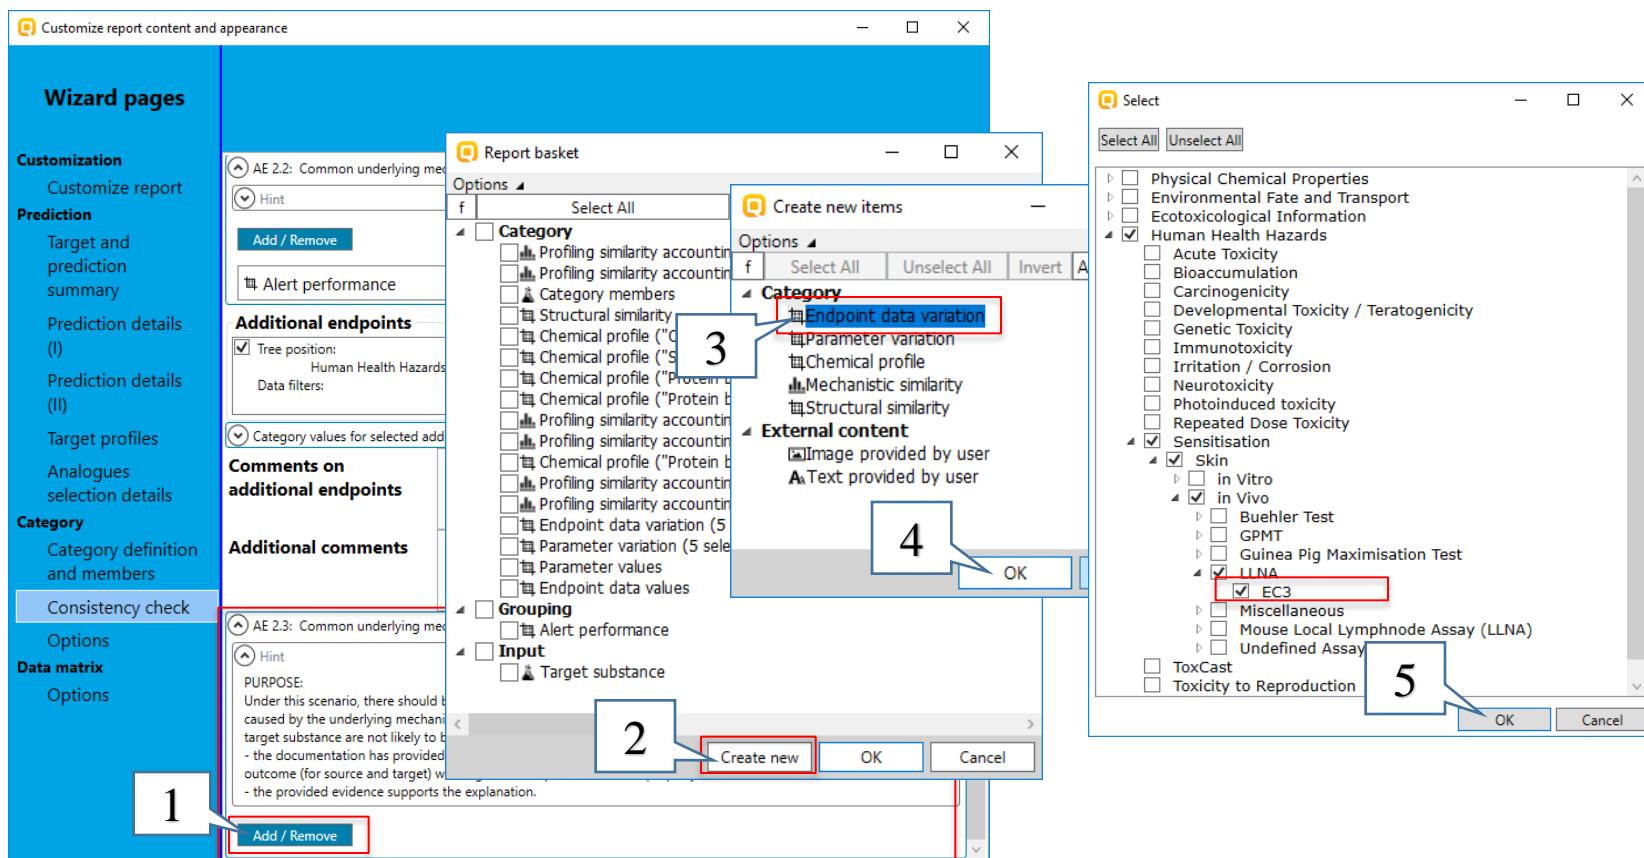 Customize report content and appearance
Wizard pages
Customization
Customize report
Prediction
Target and
prediction
summary
Prediction details
(I)
Prediction details
(II)
Target profiles
Analogues
selection details
Category
Category definition
and members
Consistency check
Options
Data matrix
Options
AE 2.2: Common underlying
Hint
Add / Remove
Alert performance
Additional endpoints
Tree position:
Human Health Hazards
Data filters:
Category values for selected
Comments on
additional endpoints
Additional comments
AE 2.3: Common underlying
Hint
PURPOSE:
Under this scenario, there should
caused by the underlying
target substance are not likely to
- the documentation has provided
outcome (for source and target)
- the provided evidence supports the explanation.
1
Add / Remove
Report basket
Options
f Select All
Category
Profiling similarity
Profiling similarity
Category members
Structural similarity
Chemical profile
Chemical profile
Chemical profile ("Protein
Chemical profile ("Protein
Profiling similarity
Profiling similarity
Chemical profile ("Protein
Profiling similarity
Profiling similarity
Endpoint data variation (5
Parameter variation (5
Parameter values
Endpoint data values
Grouping
Alert performance
Input
Target substance
2
Create new OK Cancel
Create new items
Options
f Select All Unselect All Invert A
Category
Endpoint data variation
3
Parameter variation
Chemical profile
Mechanistic similarity
Structural similarity
External content
Image provided by user
Text provided by user
4
OK
Select
Select All Unselect All
Physical Chemical Properties
Environmental Fate and Transport
Ecotoxicological Information
Human Health Hazards
Acute Toxicity
Bioaccumulation
Carcinogenicity
Developmental Toxicity / Teratogenicity
Genetic Toxicity
Immunotoxicity
Irritation / Corrosion
Neurotoxicity
Photoinduced toxicity
Repeated Dose Toxicity
Sensitisation
Skin
in Vitro
in Vivo
Buehler Test
GPMT
Guinea Pig Maximisation Test
LLNA
EC3
Miscellaneous
Mouse Local Lymphnode Assay (LLNA)
Undefined Assay
ToxCast
Toxicity to Reproduction
5
OK Cancel